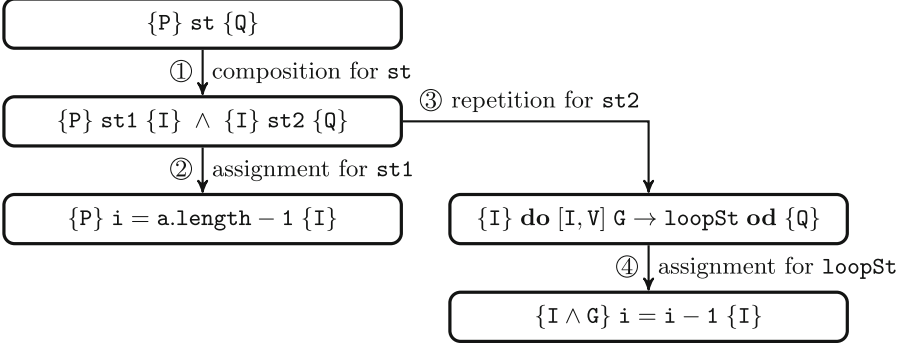 {P} st {Q}
① composition for st
{P} st1 {I} ∧ {I} st2 {Q}
③ repetition for st2
② assignment for st1
{P} i = a.length − 1 {I}
{I} do [I, V] G → loopSt od {Q}
④ assignment for loopSt
{I ∧ G} i = i − 1 {I}